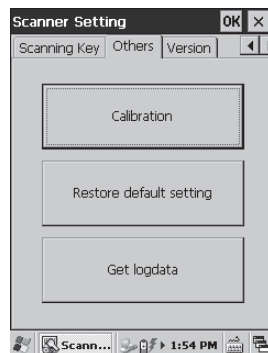 Scanner Setting OK ×
Scanning Key Others Version
Calibration
Restore default setting
Get logdata
Scann... 1:54 PM